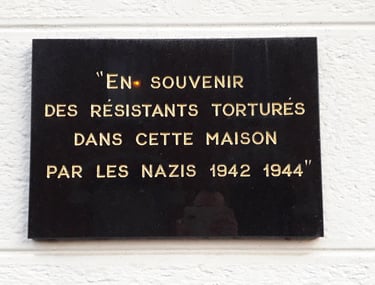 "EN SOUVENIR
DES RÉSISTANTS TORTURÉS
DANS CETTE MAISON
PAR LES NAZIS 1942 1944"